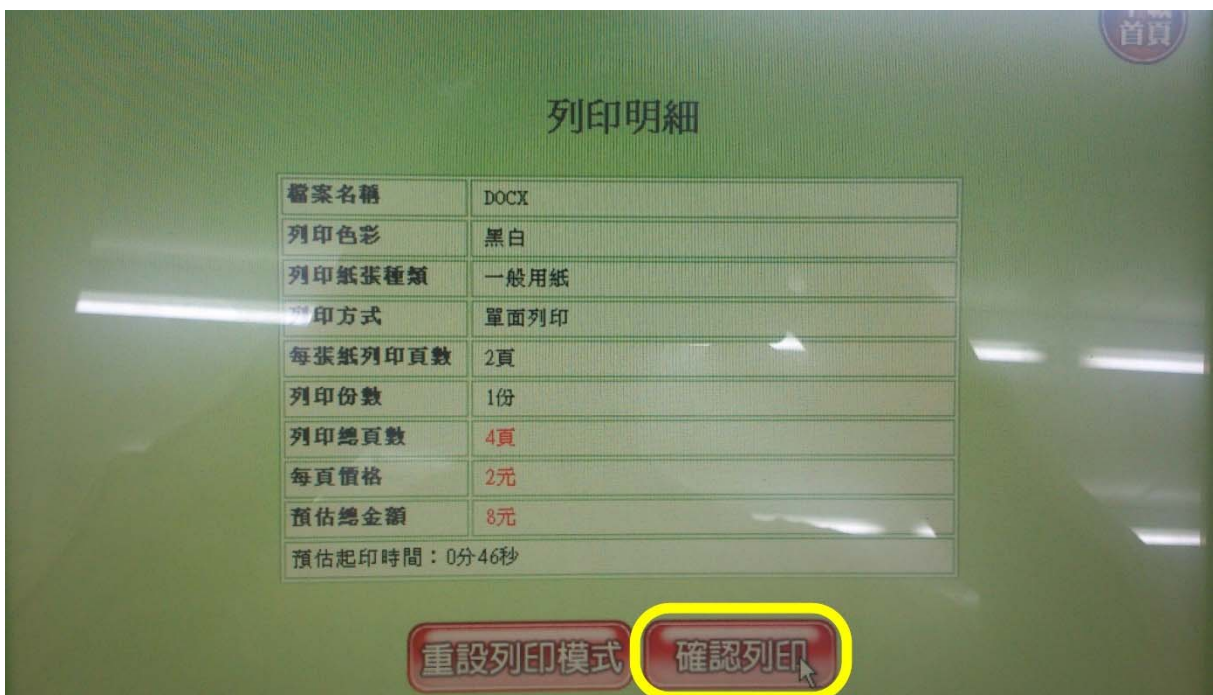 首頁
列印明細
檔案名稱 DOCX
列印色彩 黑白
列印紙張種類 一般用紙
列印方式 單面列印
每張紙列印頁數 2頁
列印份數 1份
列印總頁數 4頁
每頁價格 2元
預估總金額 8元
預估起印時間：0分46秒
重設列印模式 確認列印